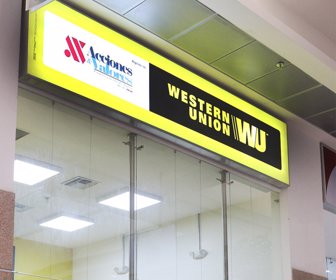 Acciones
& Valores
WESTERN
UNION WU